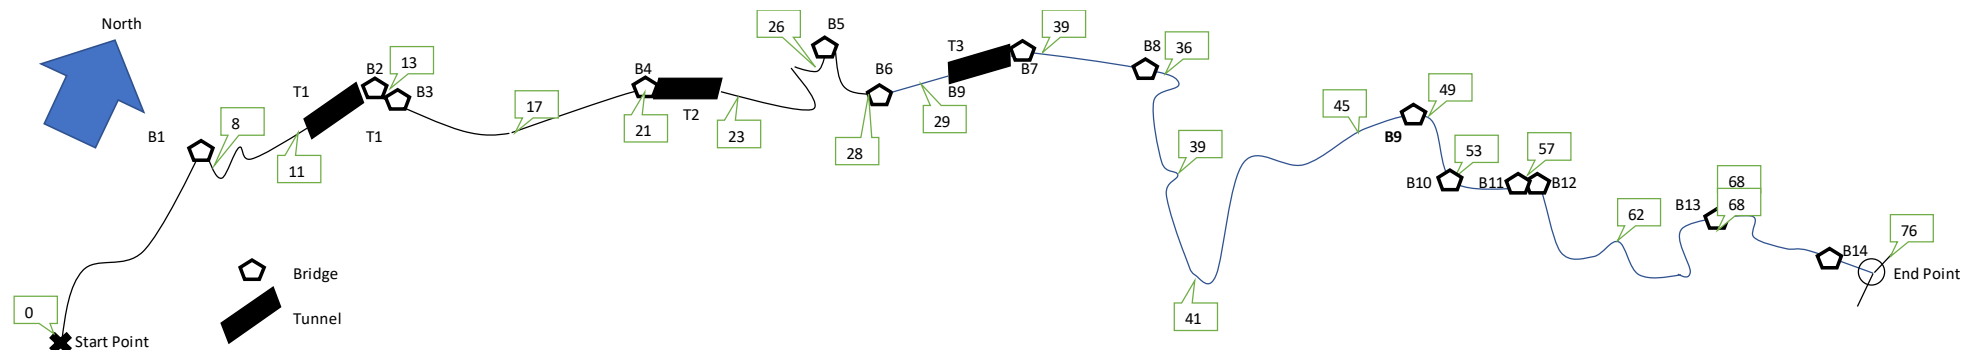 North
26
B5
39
T3
B8
36
B2
13
B7
B4
B6
T1
B3
B9
49
8
17
T2
45
B1
T1
21
23
29
B9
28
39
53
57
11
B10
B11
B12
68
68
B13
62
76
B14
Bridge
End Point
0
Tunnel
41
Start Point